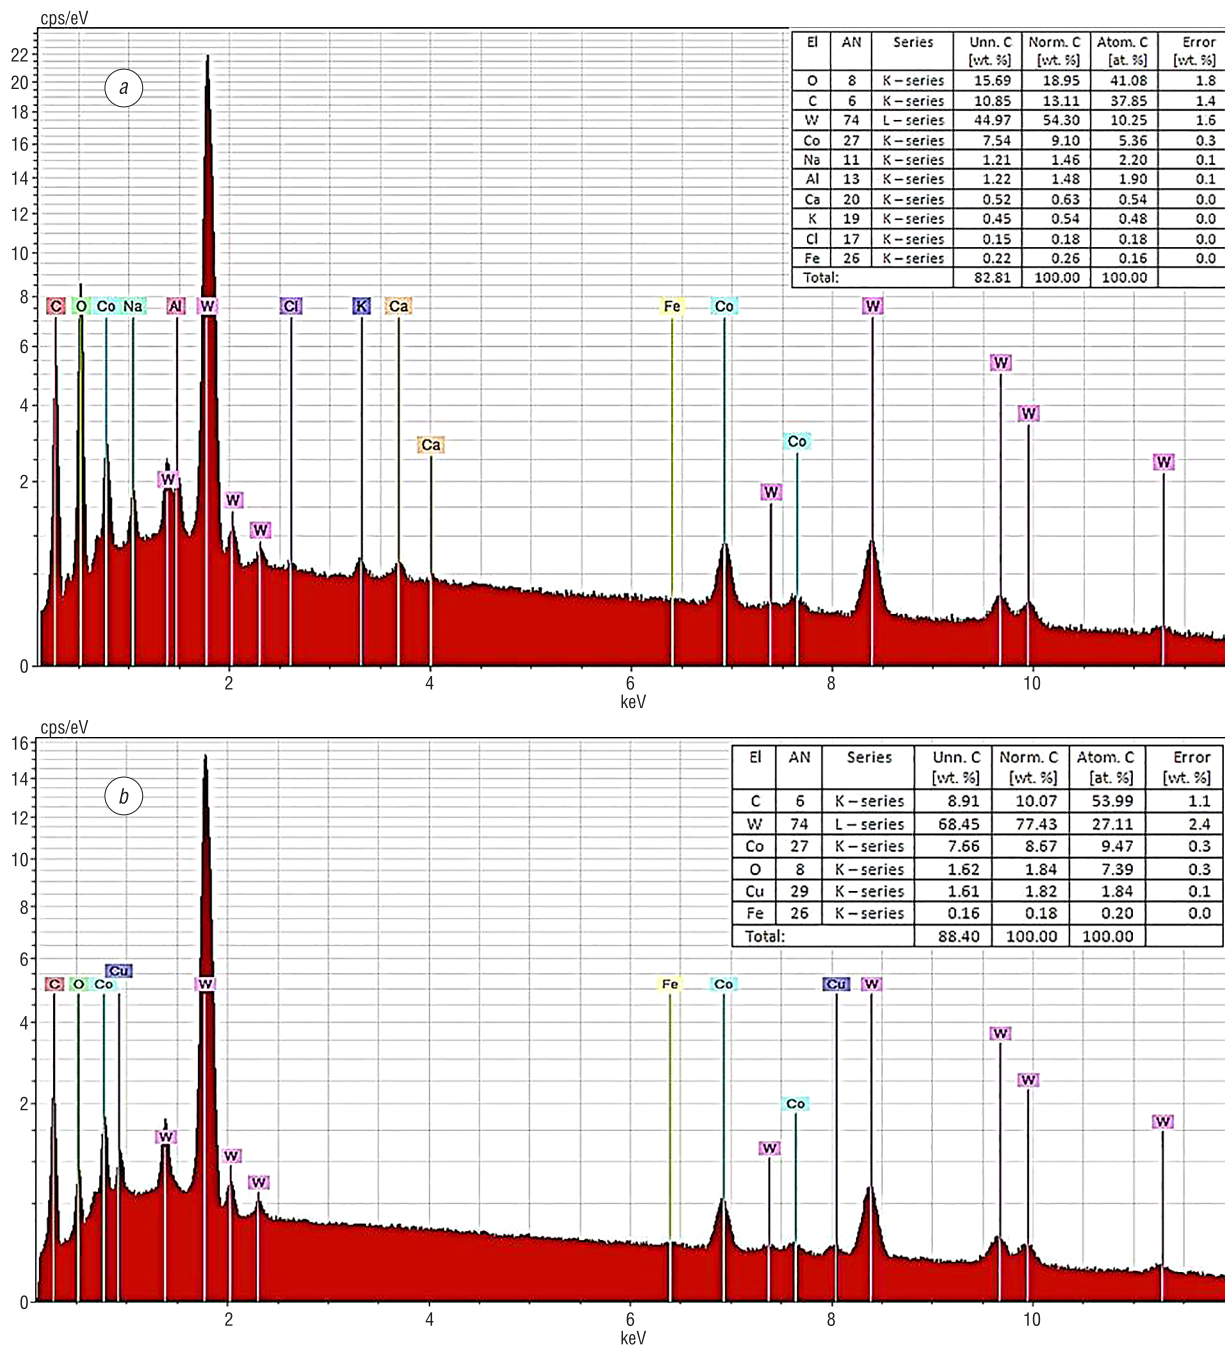 cps/eV
a
El AN Series Unn. C Norm. C Atom. C Error
[wt. %] [wt. %] [at. %] [wt. %]
O 8 K – series 15.69 18.95 41.08 1.8
C 6 K – series 10.85 13.11 37.85 1.4
W 74 L – series 44.97 54.30 10.25 1.6
Co 27 K – series 7.54 9.10 5.36 0.3
Na 11 K – series 1.21 1.46 2.20 0.1
Al 13 K – series 1.22 1.48 1.90 0.1
Ca 20 K – series 0.52 0.63 0.54 0.0
K 19 K – series 0.45 0.54 0.48 0.0
Cl 17 K – series 0.15 0.18 0.18 0.0
Fe 26 K – series 0.22 0.26 0.16 0.0
Total: 82.81 100.00 100.00
22
20
18
16
14
12
10
8
6
4
2
0
C O Co Na Al W Cl K Ca Fe Co W
W
W
Co
Ca
W
W
W
W
W
2 4 6 8 10
keV
cps/eV
b
El AN Series Unn. C Norm. C Atom. C Error
[wt. %] [wt. %] [at. %] [wt. %]
C 6 K – series 8.91 10.07 53.99 1.1
W 74 L – series 68.45 77.43 27.11 2.4
Co 27 K – series 7.66 8.67 9.47 0.3
O 8 K – series 1.62 1.84 7.39 0.3
Cu 29 K – series 1.61 1.82 1.84 0.1
Fe 26 K – series 0.16 0.18 0.20 0.0
Total: 88.40 100.00 100.00
16
14
12
10
8
6
4
2
0
Cu
C O Co W Fe Co Cu W
W
W
Co
W
W
W
W
W
2 4 6 8 10
keV